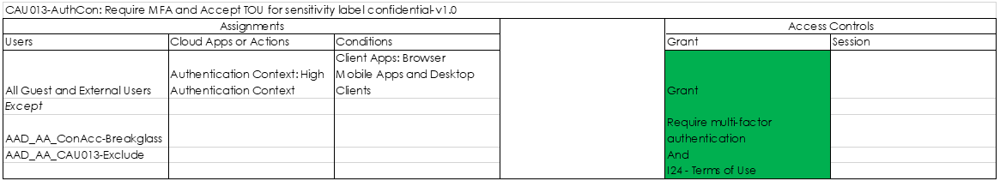 CAU013-AuthCon: Require MFA and Accept TOU for sensitivity label confidential-v1.0
Assignments
Access Controls
Users
Cloud Apps or Actions
Conditions
Grant
Session
All Guest and External Users
Authentication Context: High
Authentication Context
Client Apps: Browser
Mobile Apps and Desktop
Clients
Grant
Except
AAD_AA_ConAcc-Breakglass
Require multi-factor
authentication
AAD_AA_CAU013-Exclude
And
I24 - Terms of Use